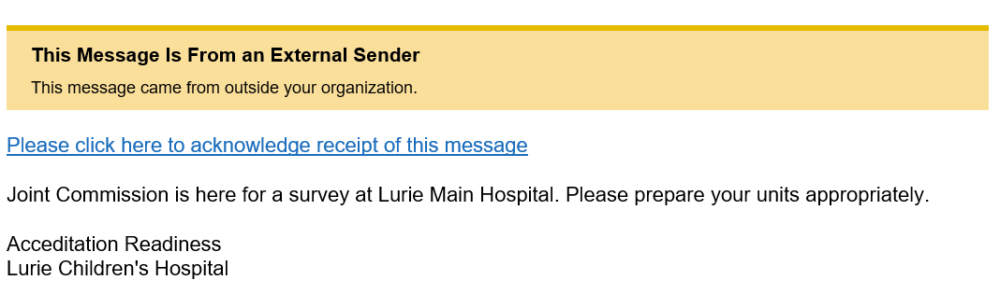 This Message Is From an External Sender
This message came from outside your organization.
Please click here to acknowledge receipt of this message
Joint Commission is here for a survey at Lurie Main Hospital. Please prepare your units appropriately.
Acceditation Readiness
Lurie Children's Hospital